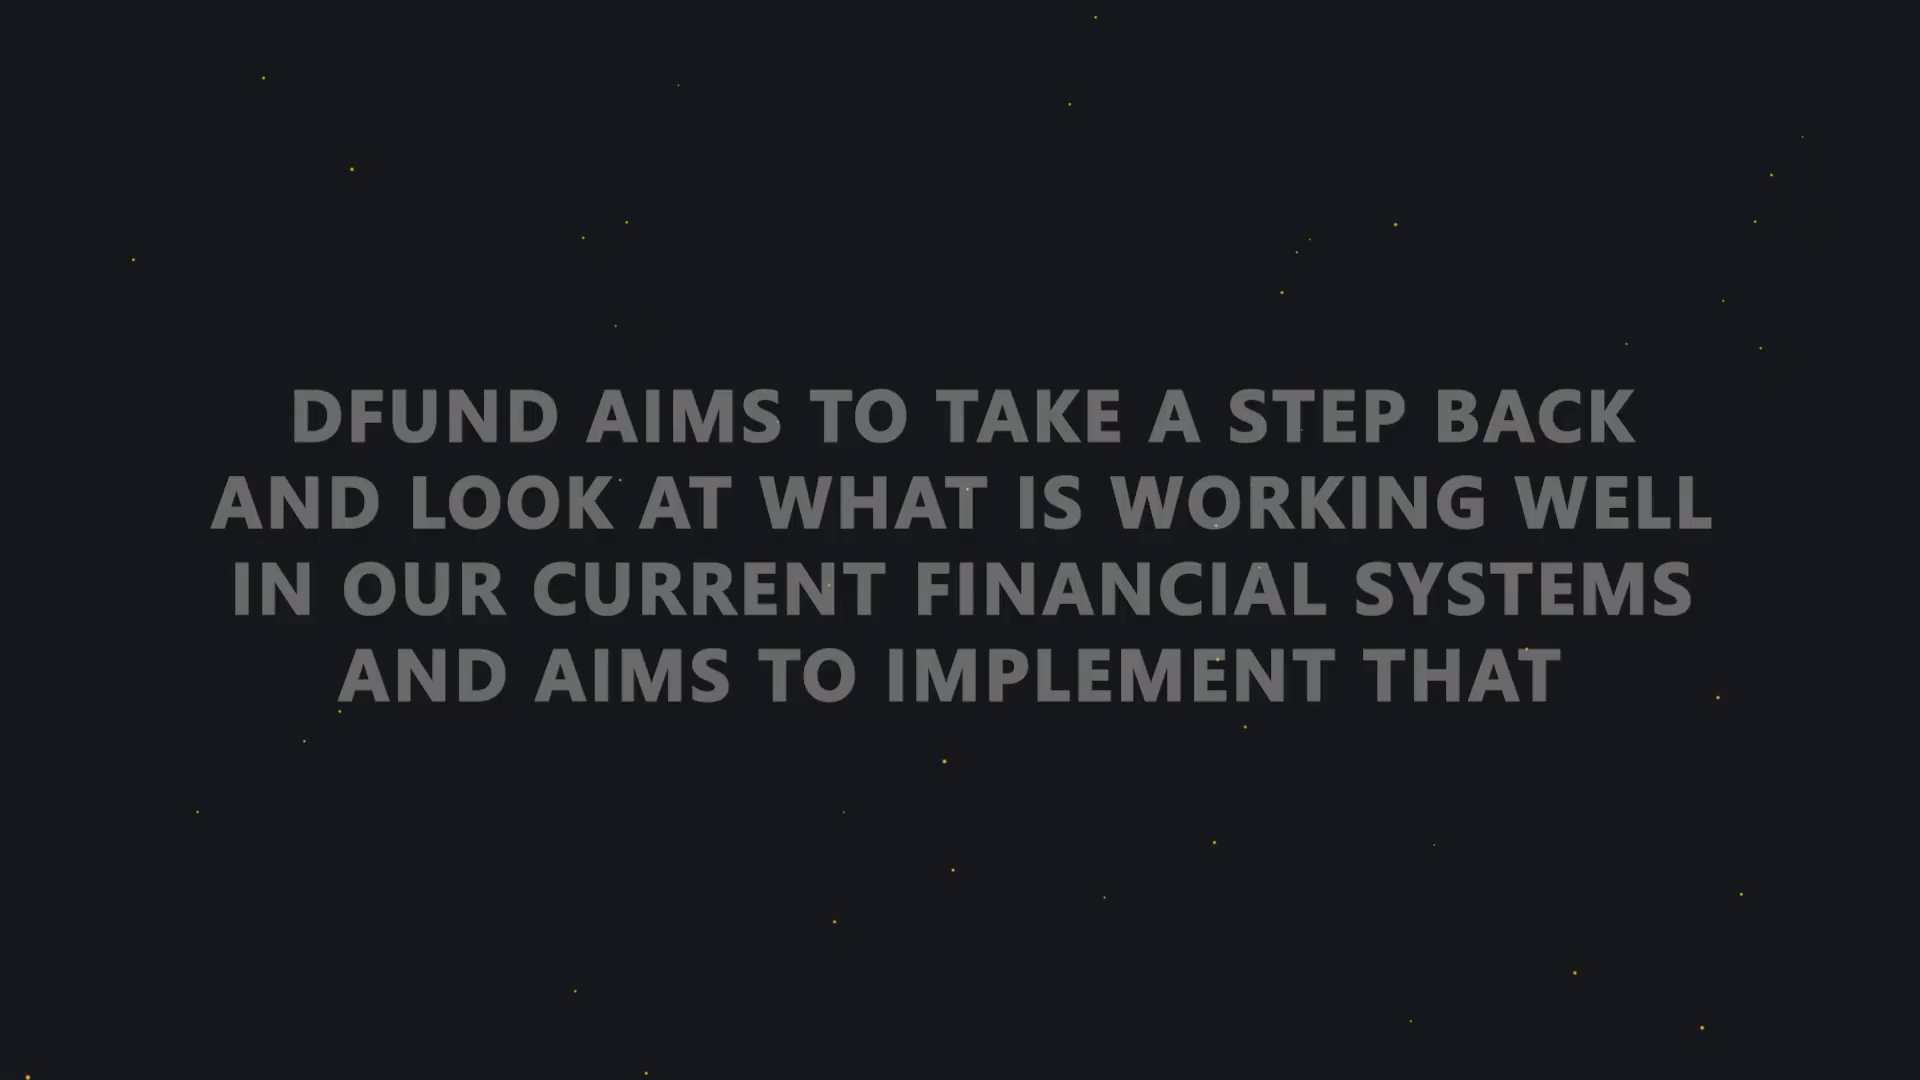 DFUND AIMS TO TAKE A STEP BACK
AND LOOK AT WHAT IS WORKING WELL
IN OUR CURRENT FINANCIAL SYSTEMS
AND AIMS TO IMPLEMENT THAT